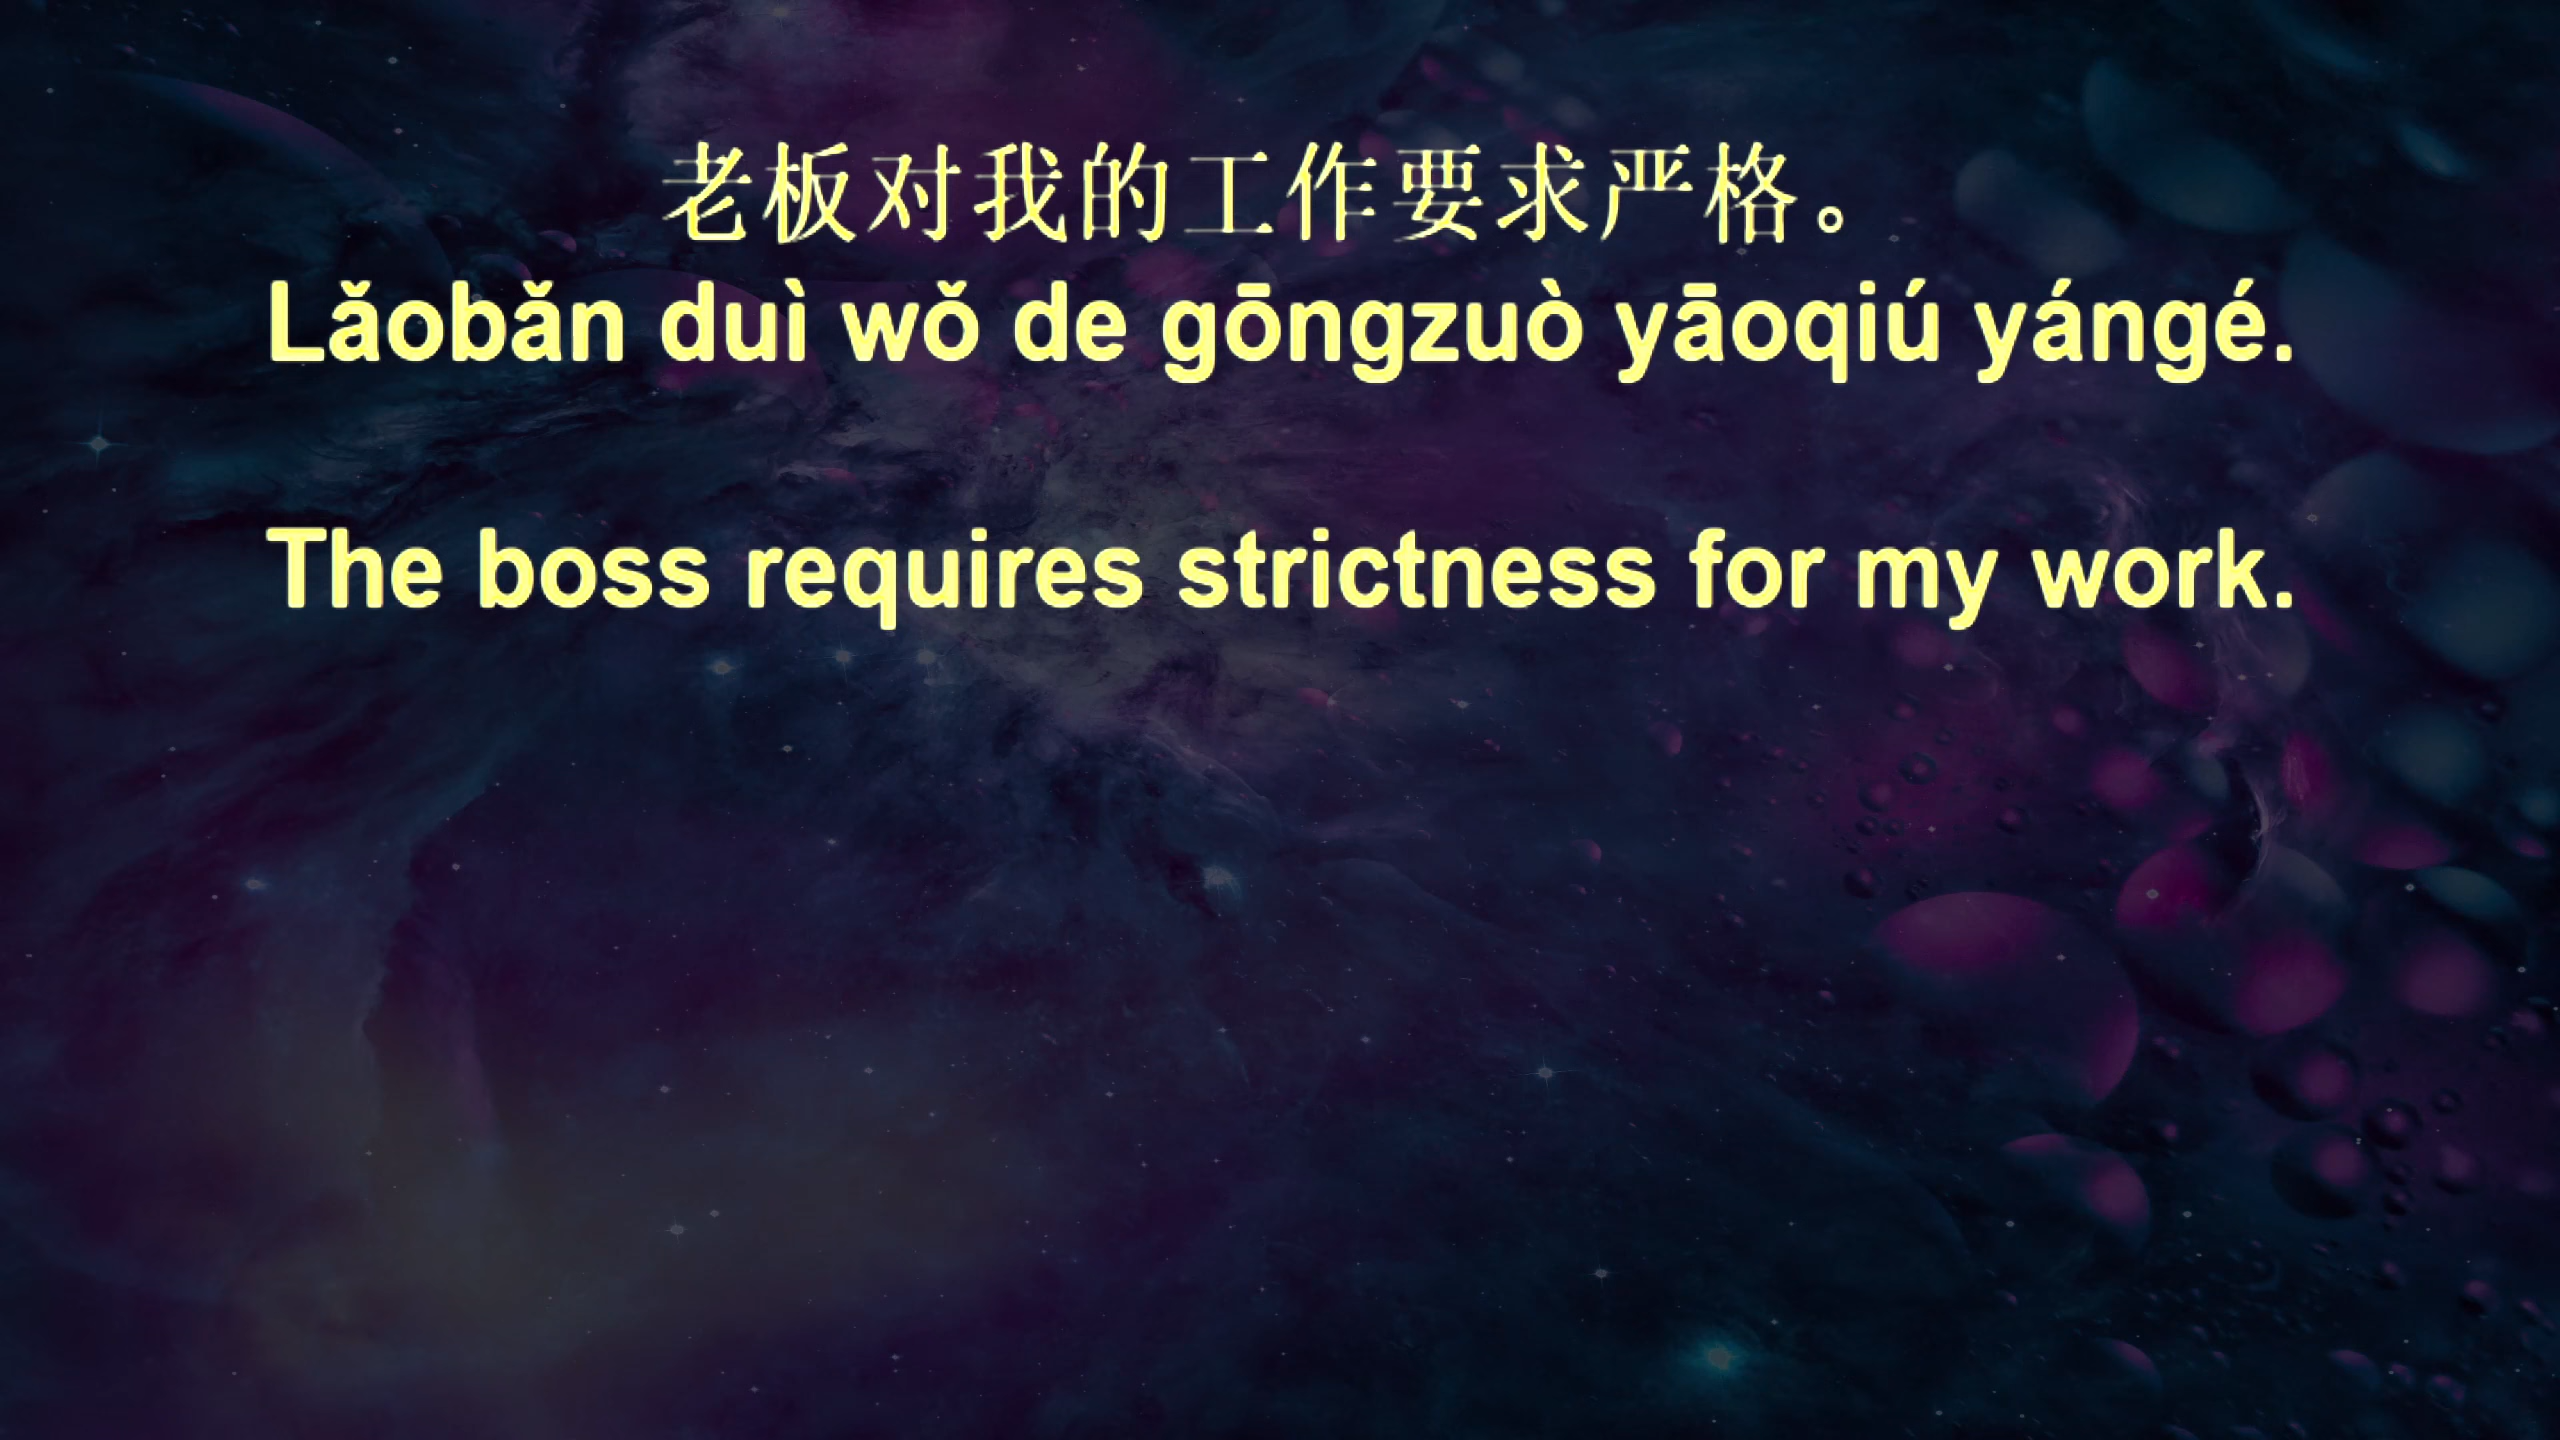 老板对我的工作要求严格。
Lǎobǎn duì wǒ de gōngzuò yāoqiú yángé.
The boss requires strictness for my work.